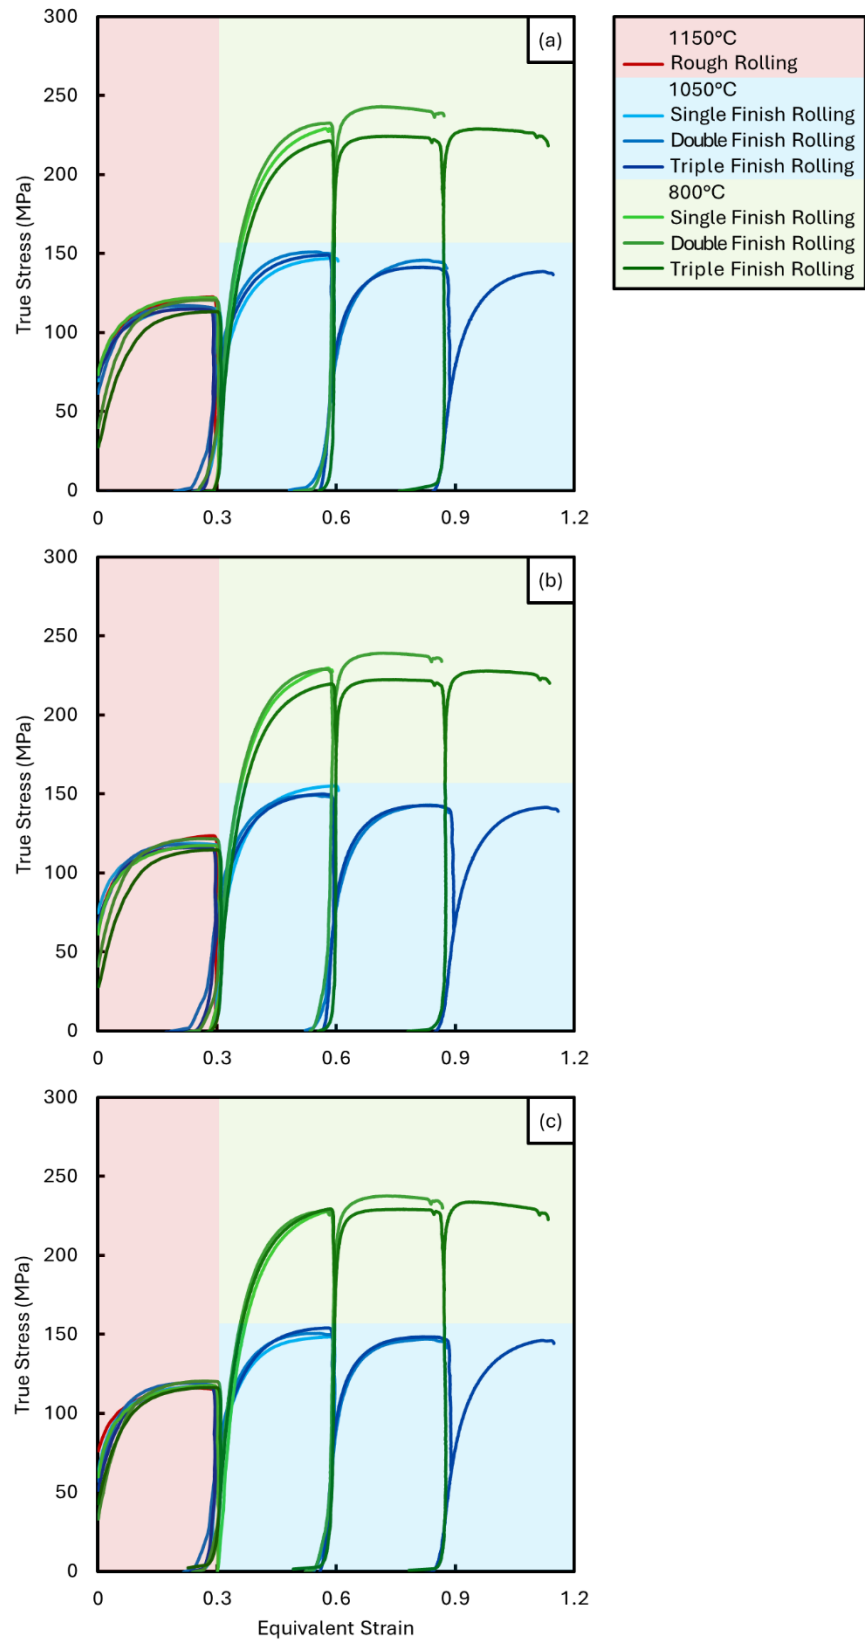 300
250
200
150
100
50
0
True Stress (MPa)
(a)
0 0.3 0.6 0.9 1.2
1150°C
Rough Rolling
1050°C
Single Finish Rolling
Double Finish Rolling
Triple Finish Rolling
800°C
Single Finish Rolling
Double Finish Rolling
Triple Finish Rolling
300
250
200
150
100
50
0
True Stress (MPa)
(b)
0 0.3 0.6 0.9 1.2
300
250
200
150
100
50
0
True Stress (MPa)
(c)
0 0.3 0.6 0.9 1.2
Equivalent Strain